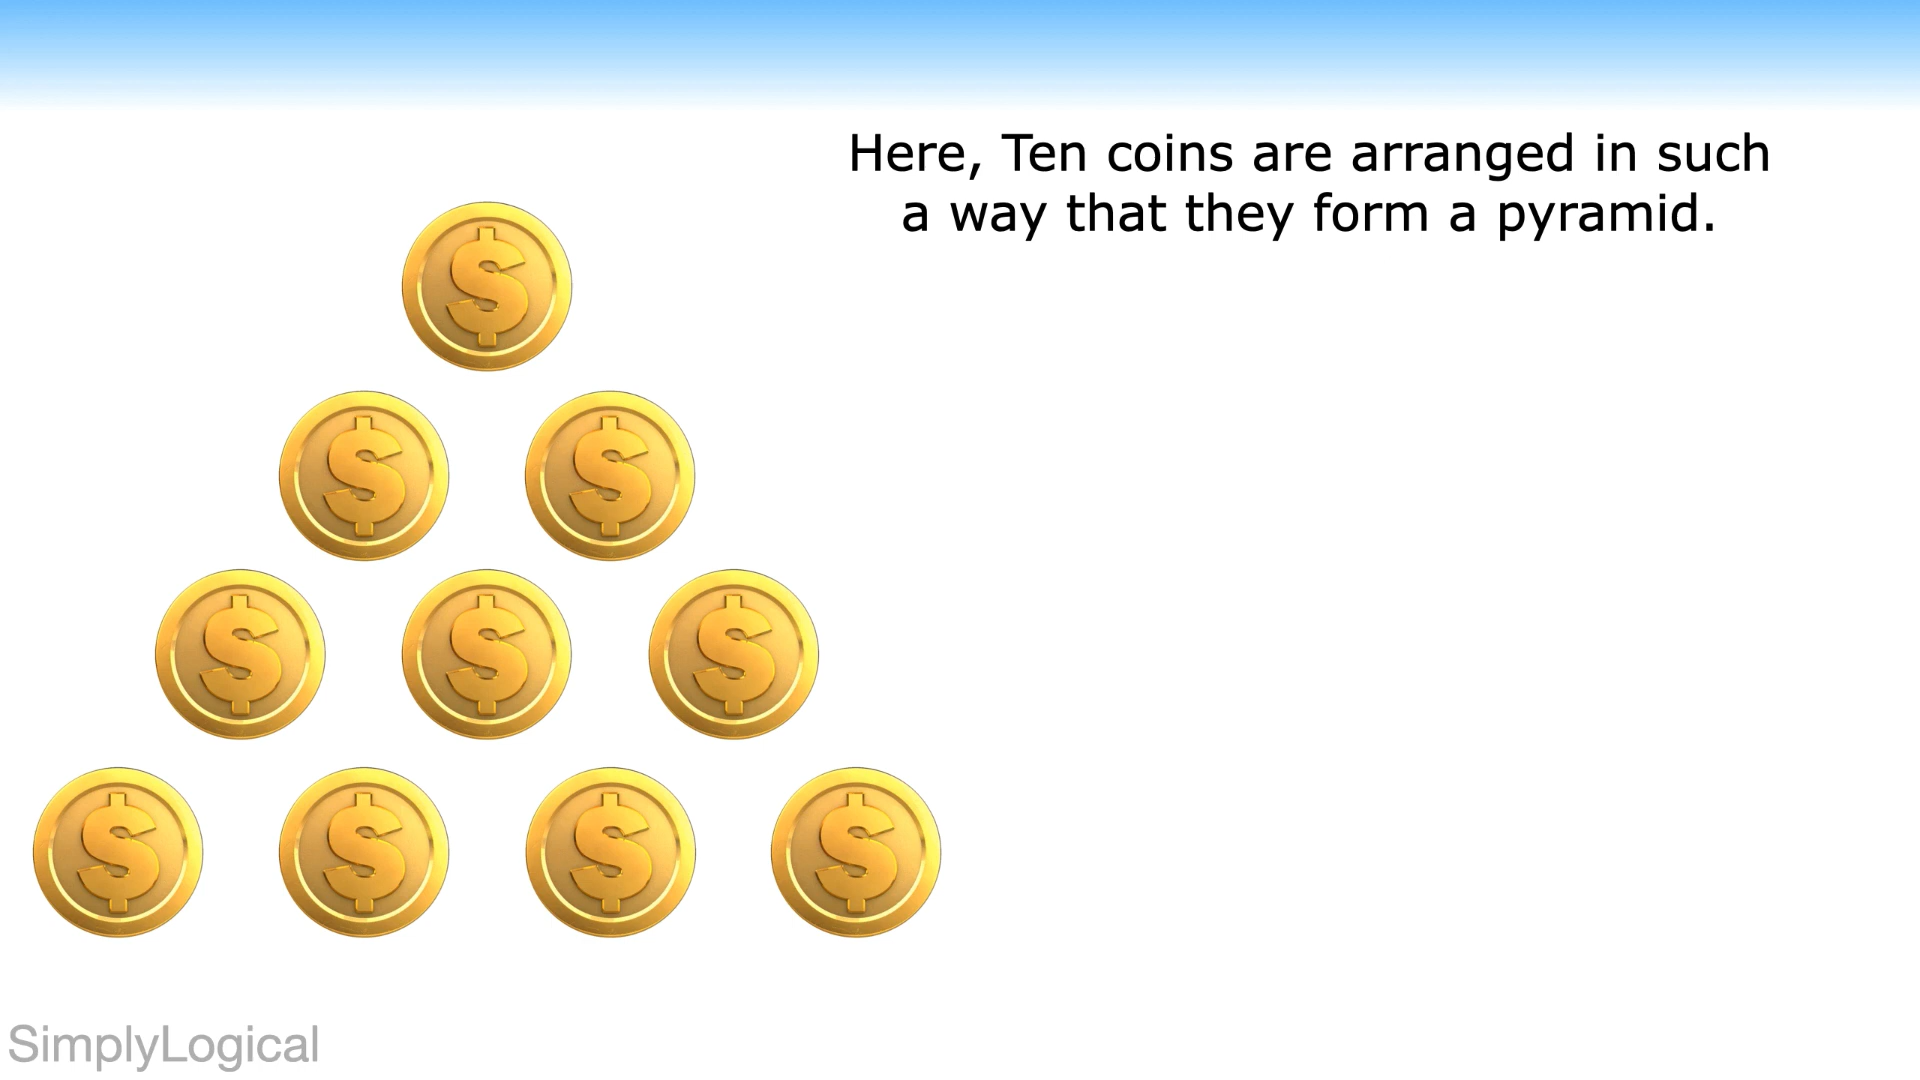 Here, Ten coins are arranged in such
a way that they form a pyramid.
$
$ $
$ $ $
$ $ $ $
SimplyLogical